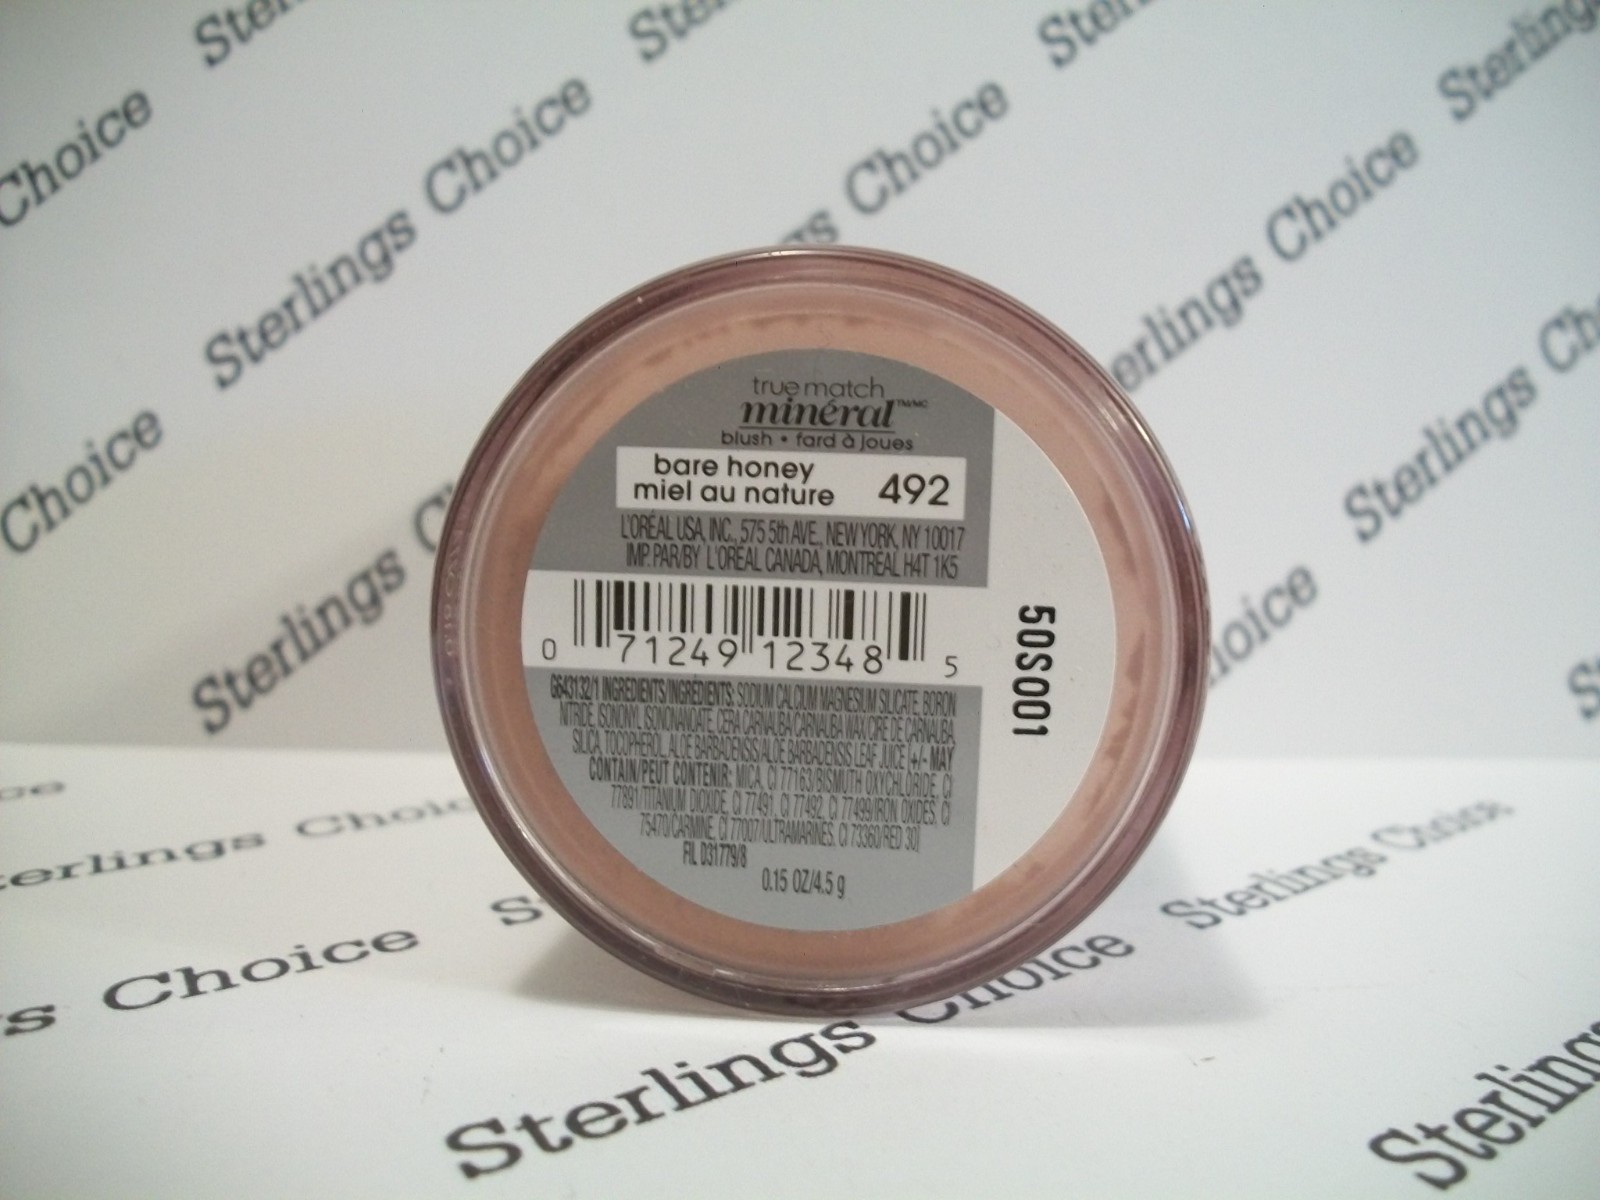 Sterlings Choice
true match
minéral™/MC
blush • fard à joues
bare honey
miel au nature
492
L'ORÉAL USA, INC., 575 5th AVE., NEW YORK, NY 10017
IMP. PAR/BY L'ORÉAL CANADA, MONTREAL H4T 1K5
0 71249 12348 5
50S001
G643132/1 INGREDIENTS/INGRÉDIENTS: SODIUM CALCIUM MAGNESIUM SILICATE, BORON
NITRIDE, ISONONYL ISONONANOATE, CERA CARNAUBA/CARNAUBA WAX/CIRE DE CARNAUBA
SILICA, TOCOPHEROL, ALOE BARBADENSIS/ALOE BARBADENSIS LEAF JUICE [+/- MAY
CONTAIN/PEUT CONTENIR: MICA, CI 77163/BISMUTH OXYCHLORIDE, CI
77891/TITANIUM DIOXIDE, CI 77491, CI 77492, CI 77499/IRON OXIDES, CI
75470/CARMINE, CI 77007/ULTRAMARINES, CI 73360/RED 30]
FIL D31779/8
0.15 OZ/4.5 g